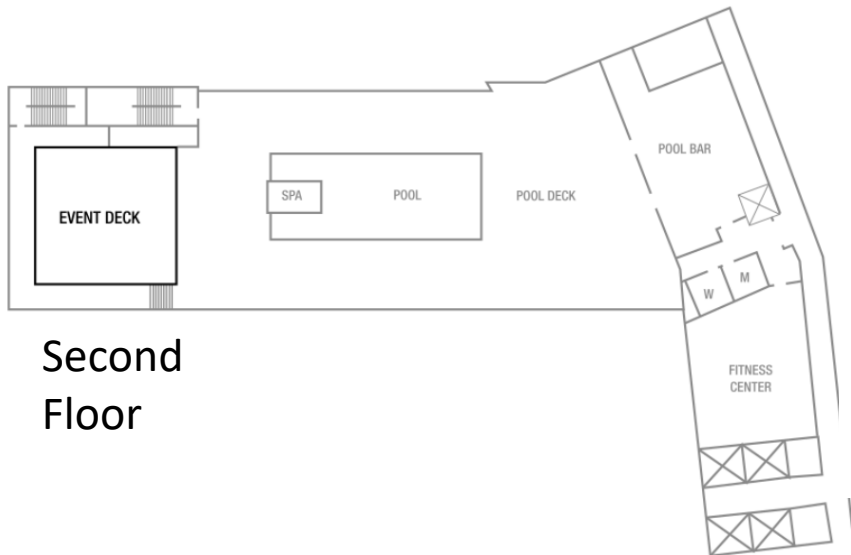 POOL BAR
EVENT DECK
SPA
POOL
POOL DECK
W
M
Second
Floor
FITNESS
CENTER